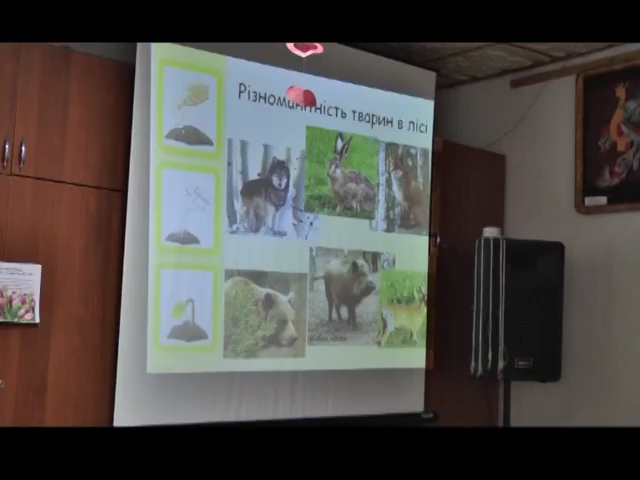 Різноманітність тварин в лісі